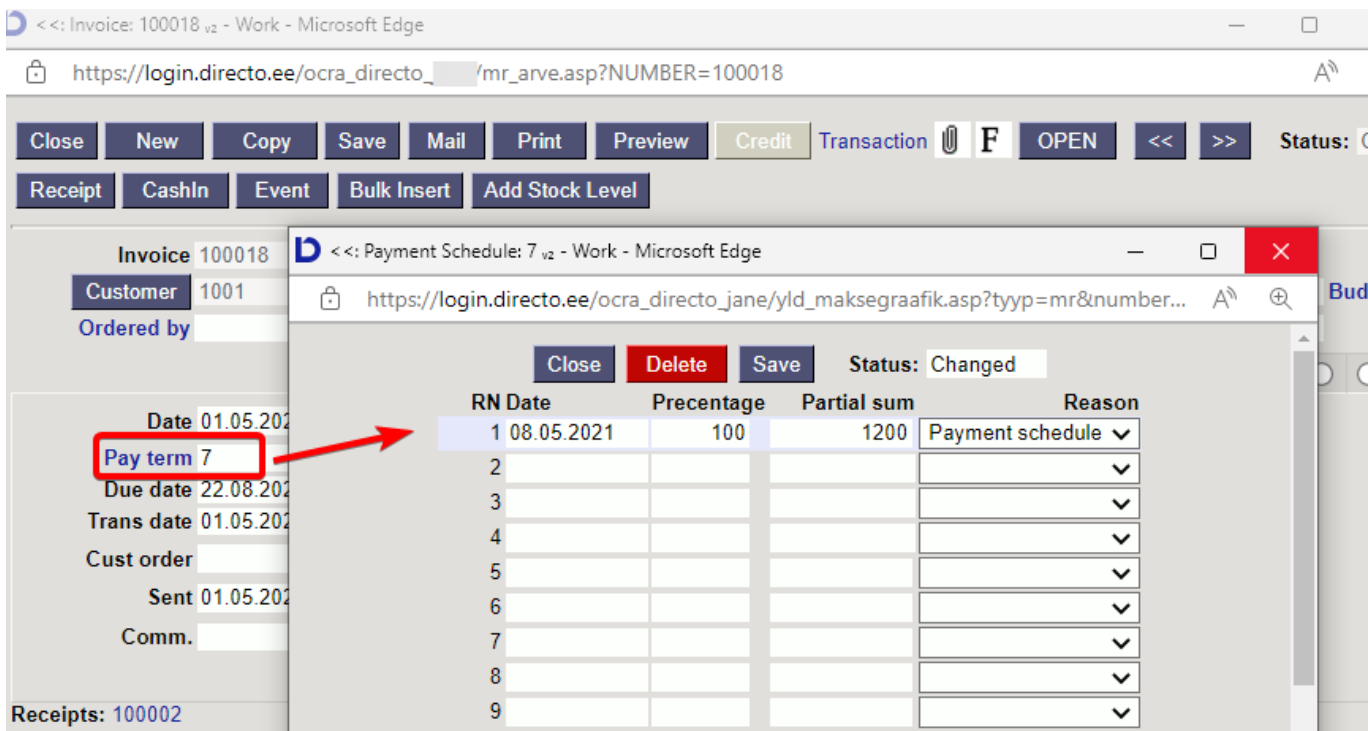 <<: Invoice: 100018 v2 - Work - Microsoft Edge
https://login.directo.ee/ocra_directo_ /mr_arve.asp?NUMBER=100018
Close New Copy Save Mail Print Preview Credit Transaction F OPEN << >> Status:
Receipt CashIn Event Bulk Insert Add Stock Level
Invoice 100018
Customer 1001
Ordered by
Date 01.05.202
Pay term 7
Due date 22.08.202
Trans date 01.05.202
Cust order
Sent 01.05.202
Comm.
Receipts: 100002
<<: Payment Schedule: 7 v2 - Work - Microsoft Edge
https://login.directo.ee/ocra_directo_jane/yld_maksegraafik.asp?tyyp=mr&number...
Close Delete Save Status: Changed
RN Date Precentage Partial sum Reason
1 08.05.2021 100 1200 Payment schedule
2
3
4
5
6
7
8
9
Bud